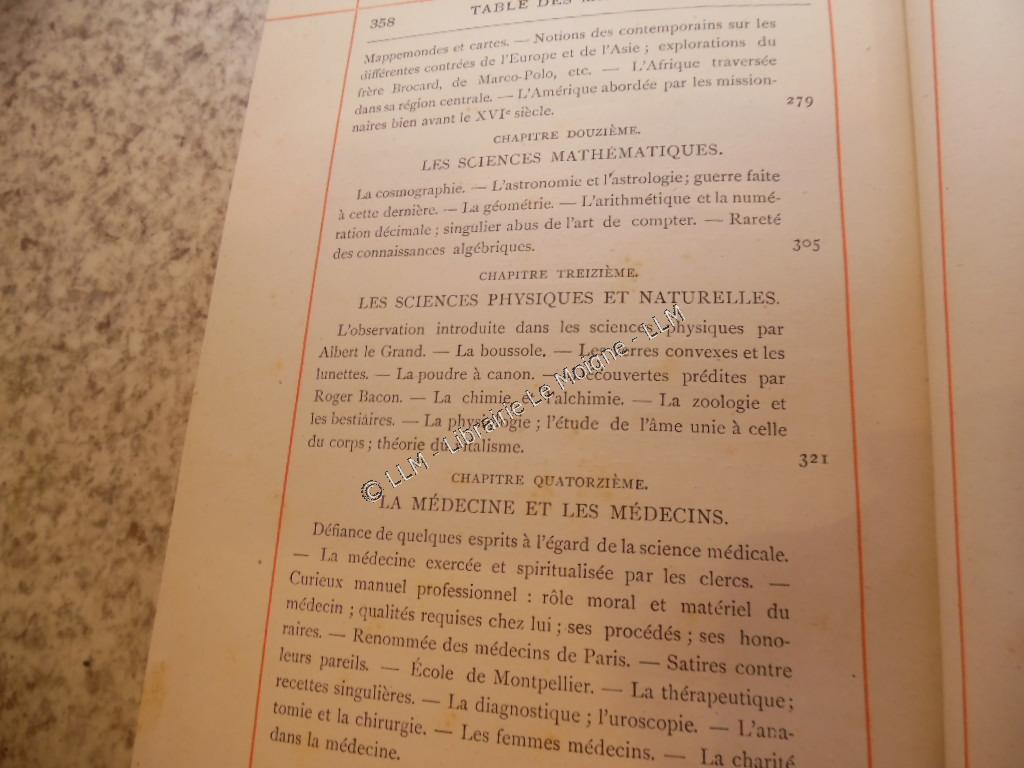 358 TABLE DES
Mappemondes et cartes. — Notions des contemporains sur les
différentes contrées de l'Europe et de l'Asie ; explorations du
frère Brocard, de Marco-Polo, etc. — L'Afrique traversée
dans sa région centrale. — L'Amérique abordée par les mission-
naires bien avant le XVIe siècle. 279
CHAPITRE DOUZIÈME.
LES SCIENCES MATHÉMATIQUES.
La cosmographie. — L'astronomie et l'astrologie; guerre faite
à cette dernière. — La géométrie. — L'arithmétique et la numé-
ration décimale ; singulier abus de l'art de compter. — Rareté
des connaissances algébriques. 305
CHAPITRE TREIZIÈME.
LES SCIENCES PHYSIQUES ET NATURELLES.
L'observation introduite dans les sciences physiques par
Albert le Grand. — La boussole. — Les verres convexes et les
lunettes. — La poudre à canon. — Découvertes prédites par
Roger Bacon. — La chimie et l'alchimie. — La zoologie et
les bestiaires. — La physiologie ; l'étude de l'âme unie à celle
du corps ; théorie du vitalisme. 321
CHAPITRE QUATORZIÈME.
LA MÉDECINE ET LES MÉDECINS.
Défiance de quelques esprits à l'égard de la science médicale.
— La médecine exercée et spiritualisée par les clercs. —
Curieux manuel professionnel : rôle moral et matériel du
médecin ; qualités requises chez lui ; ses procédés ; ses hono-
raires. — Renommée des médecins de Paris. — Satires contre
leurs pareils. — École de Montpellier. — La thérapeutique ;
recettes singulières. — La diagnostique ; l'uroscopie. — L'ana-
tomie et la chirurgie. — Les femmes médecins. — La charité
dans la médecine.
© LLM - Librairie Le Moigne - LLM